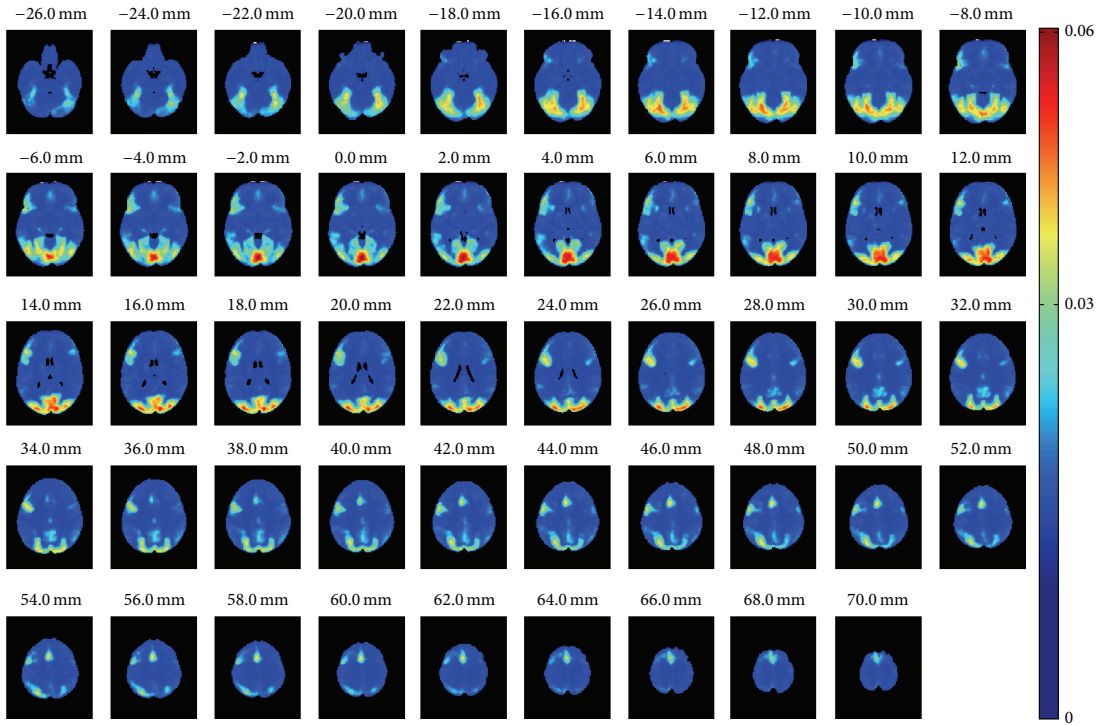 −26.0 mm −24.0 mm −22.0 mm −20.0 mm −18.0 mm −16.0 mm −14.0 mm −12.0 mm −10.0 mm −8.0 mm
0.06
−6.0 mm −4.0 mm −2.0 mm 0.0 mm 2.0 mm 4.0 mm 6.0 mm 8.0 mm 10.0 mm 12.0 mm
14.0 mm 16.0 mm 18.0 mm 20.0 mm 22.0 mm 24.0 mm 26.0 mm 28.0 mm 30.0 mm 32.0 mm
0.03
34.0 mm 36.0 mm 38.0 mm 40.0 mm 42.0 mm 44.0 mm 46.0 mm 48.0 mm 50.0 mm 52.0 mm
54.0 mm 56.0 mm 58.0 mm 60.0 mm 62.0 mm 64.0 mm 66.0 mm 68.0 mm 70.0 mm
0